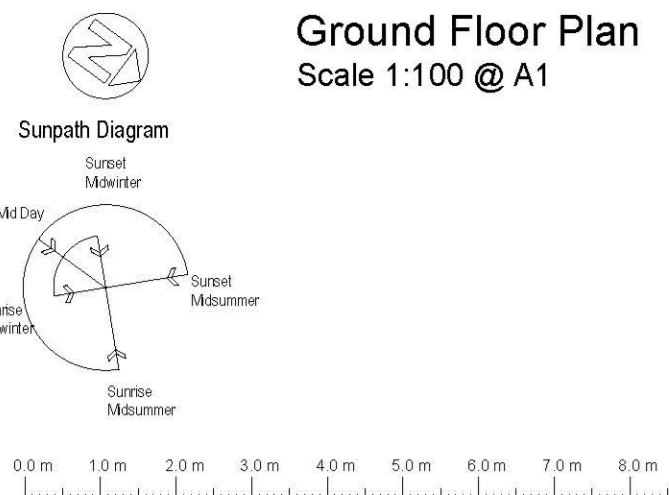 Ground Floor Plan
Scale 1:100 @ A1
N
Sunpath Diagram
Sunset
Midwinter
Mid Day
Sunset
Midsummer
Sunrise
Midsummer
0.0 m 1.0 m 2.0 m 3.0 m 4.0 m 5.0 m 6.0 m 7.0 m 8.0 m